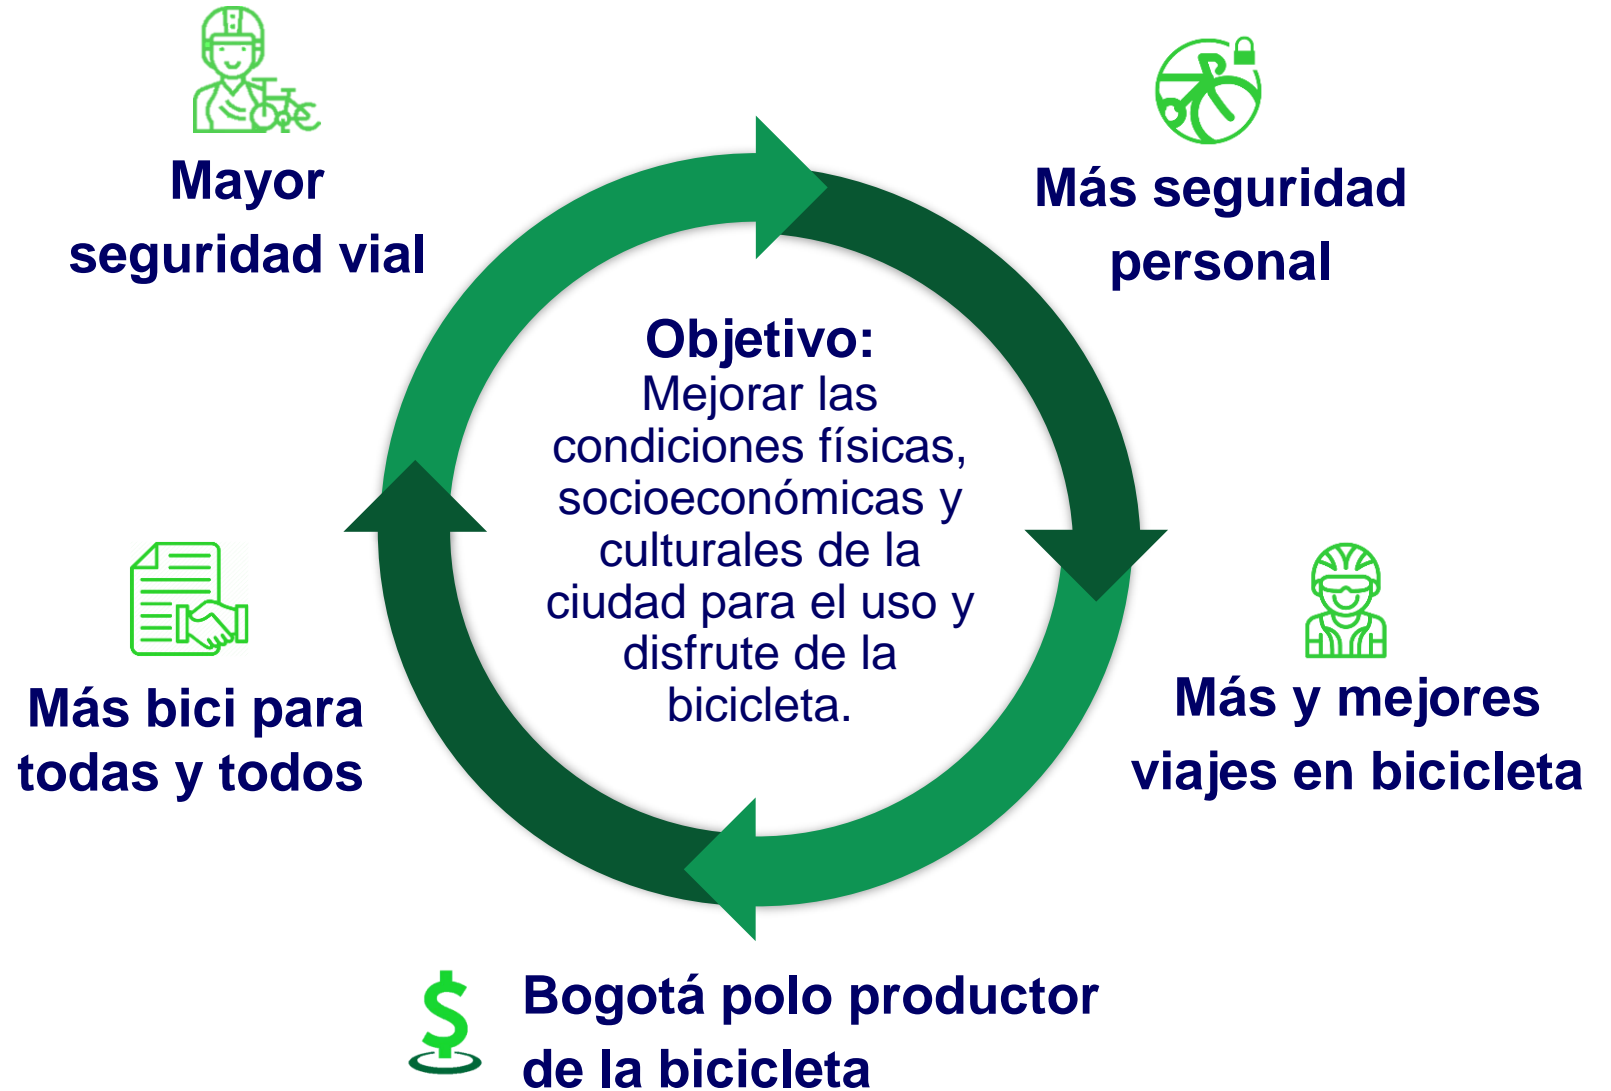 Mayor
seguridad vial
Más seguridad
personal
Objetivo:
Mejorar las
condiciones físicas,
socioeconómicas y
culturales de la
ciudad para el uso y
disfrute de la
bicicleta.
Más bici para
todas y todos
Más y mejores
viajes en bicicleta
$
Bogotá polo productor
de la bicicleta